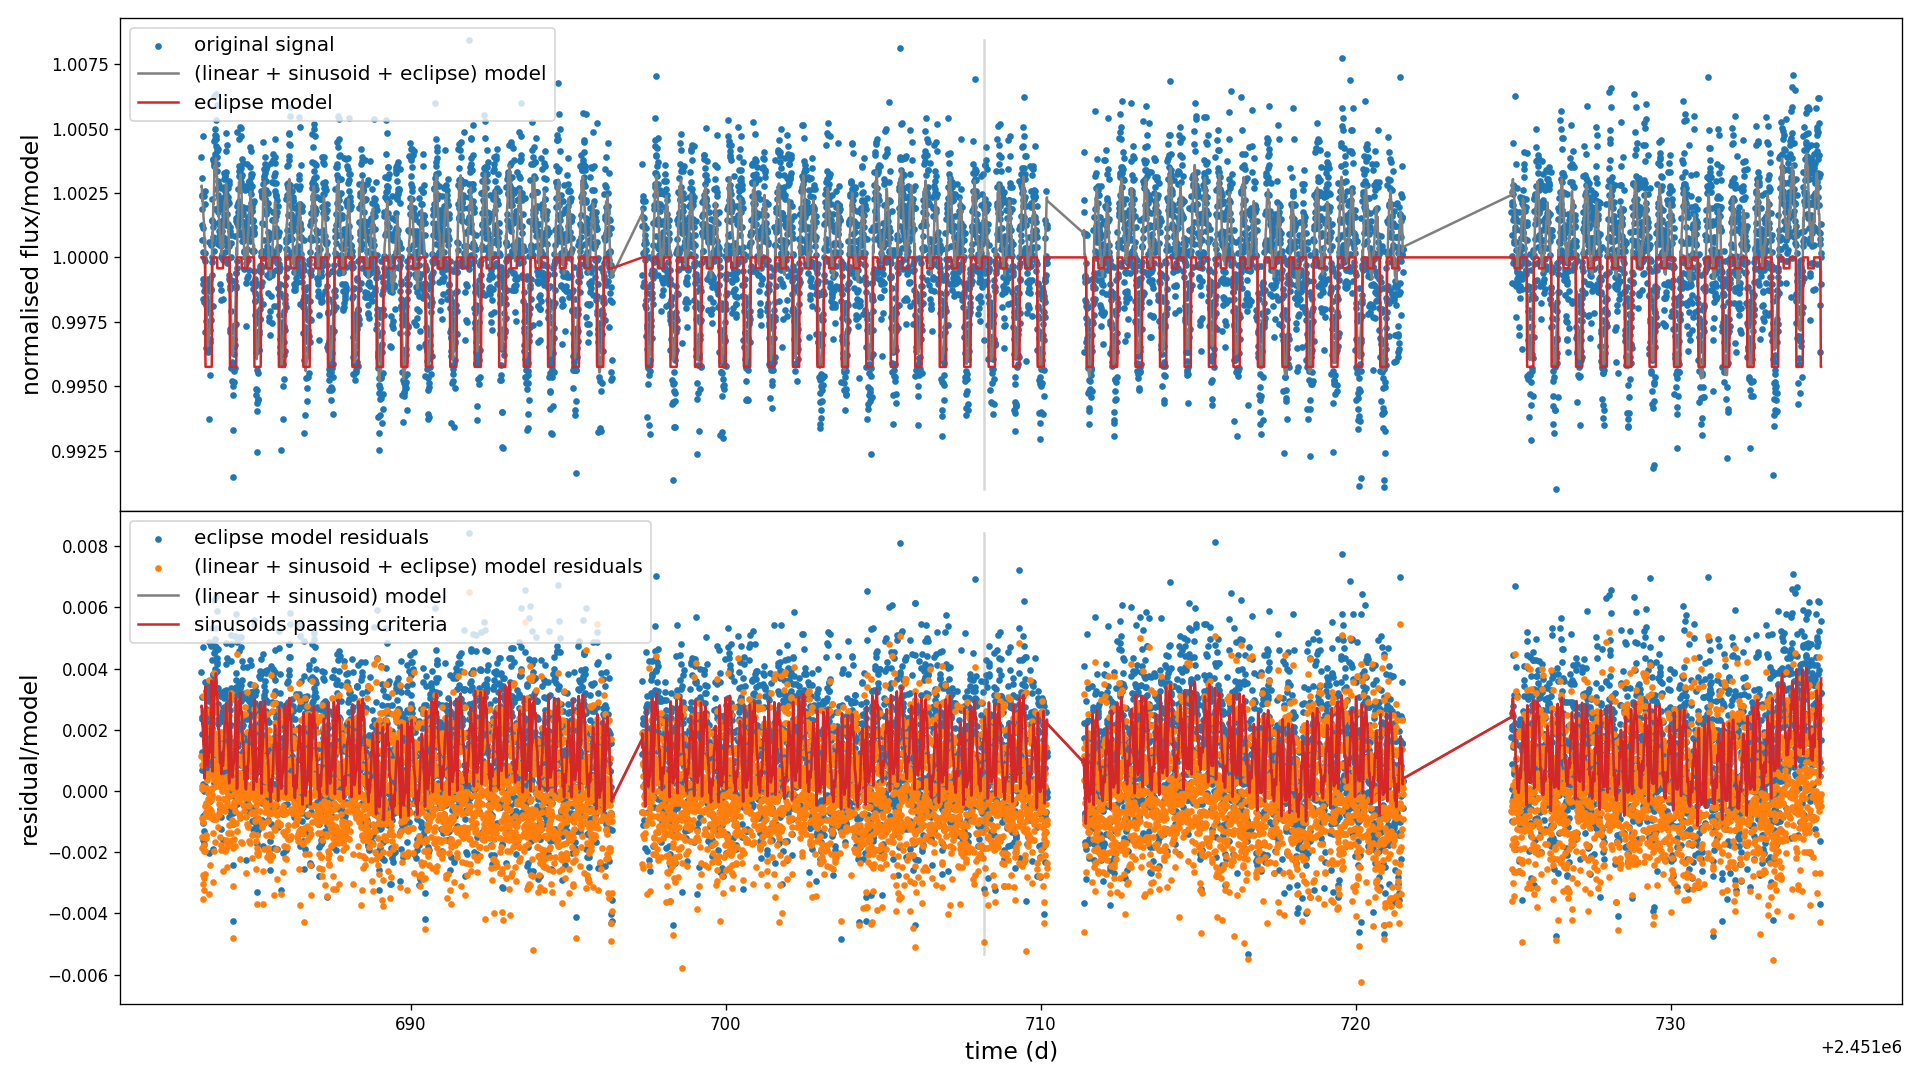 original signal
(linear + sinusoid + eclipse) model
eclipse model
normalised flux/model
1.0075
1.0050
1.0025
1.0000
0.9975
0.9950
0.9925
eclipse model residuals
(linear + sinusoid + eclipse) model residuals
(linear + sinusoid) model
sinusoids passing criteria
residual/model
0.008
0.006
0.004
0.002
0.000
−0.002
−0.004
−0.006
690 700 710 720 730
time (d)
+2.451e6